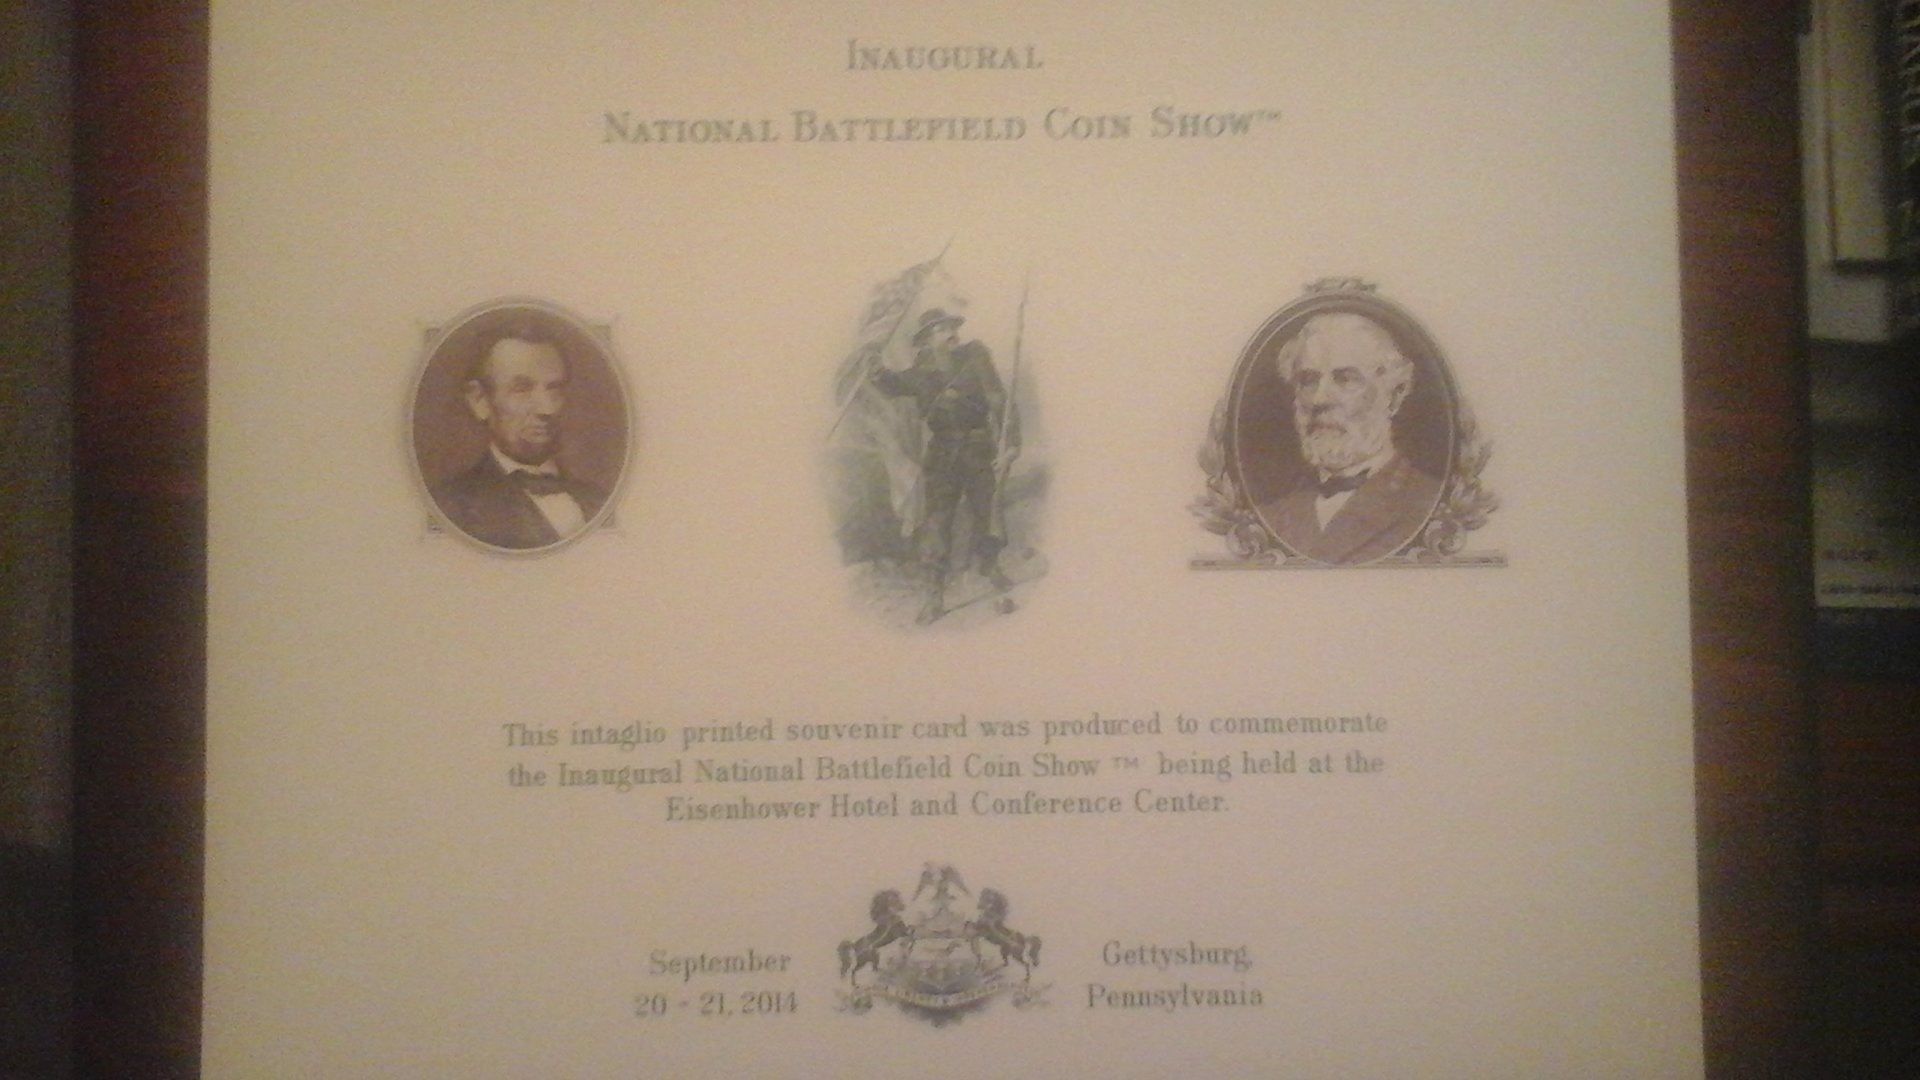 INAUGURAL
NATIONAL BATTLEFIELD COIN SHOW™
This intaglio printed souvenir card was produced to commemorate
the Inaugural National Battlefield Coin Show ™ being held at the
Eisenhower Hotel and Conference Center.
September
20 - 21, 2014
Gettysburg,
Pennsylvania